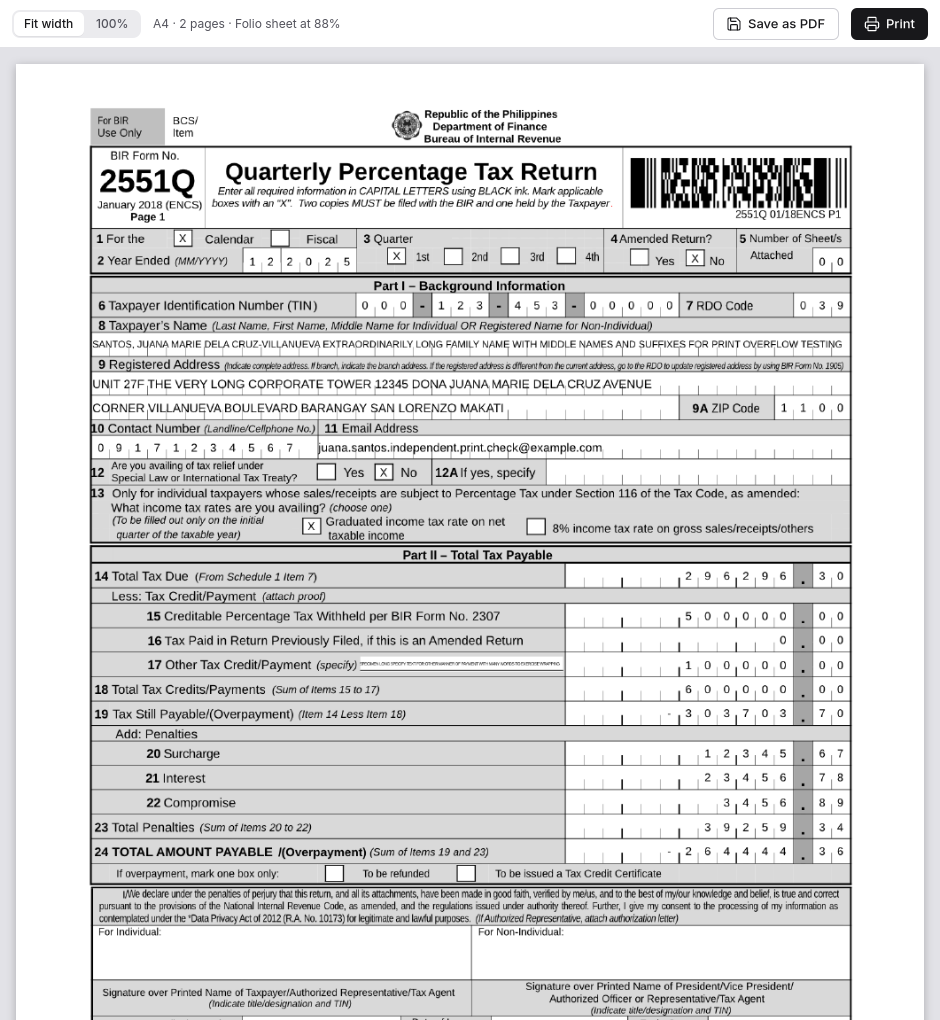 Fit width 100% A4 · 2 pages · Folio sheet at 88% Save as PDF Print
For BIR Use Only
BCS/ Item
Republic of the Philippines
Department of Finance
Bureau of Internal Revenue
BIR Form No.
2551Q
January 2018 (ENCS)
Page 1
Quarterly Percentage Tax Return
Enter all required information in CAPITAL LETTERS using BLACK ink. Mark applicable
boxes with an "X". Two copies MUST be filed with the BIR and one held by the Taxpayer.
2551Q 01/18ENCS P1
1 For the X Calendar Fiscal 3 Quarter X 1st 2nd 3rd 4th 4 Amended Return? Yes X No 5 Number of Sheet/s Attached 0 0
2 Year Ended (MM/YYYY) 1 2 2 0 2 5
Part I – Background Information
6 Taxpayer Identification Number (TIN) 0 0 0 - 1 2 3 - 4 5 3 - 0 0 0 0 0 7 RDO Code 0 3 9
8 Taxpayer's Name (Last Name, First Name, Middle Name for Individual OR Registered Name for Non-Individual)
SANTOS, JUANA MARIE DELA CRUZ-VILLANUEVA EXTRAORDINARILY LONG FAMILY NAME WITH MIDDLE NAMES AND SUFFIXES FOR PRINT OVERFLOW TESTING
9 Registered Address (Indicate complete address. If branch, indicate the branch address. If the registered address is different from the current address, go to the RDO to update registered address by using BIR Form No. 1905)
UNIT 27F THE VERY LONG CORPORATE TOWER 12345 DONA JUANA MARIE DELA CRUZ AVENUE
CORNER VILLANUEVA BOULEVARD BARANGAY SAN LORENZO MAKATI 9A ZIP Code 1 1 0 0
10 Contact Number (Landline/Cellphone No.) 11 Email Address
0 9 1 7 1 2 3 4 5 6 7 juana.santos.independent.print.check@example.com
12 Are you availing of tax relief under Special Law or International Tax Treaty? Yes X No 12A If yes, specify
13 Only for individual taxpayers whose sales/receipts are subject to Percentage Tax under Section 116 of the Tax Code, as amended:
What income tax rates are you availing? (choose one)
(To be filled out only on the initial quarter of the taxable year) X Graduated income tax rate on net taxable income 8% income tax rate on gross sales/receipts/others
Part II – Total Tax Payable
14 Total Tax Due (From Schedule 1 Item 7) 2 9 6 2 9 6 . 3 0
Less: Tax Credit/Payment (attach proof)
15 Creditable Percentage Tax Withheld per BIR Form No. 2307 5 0 0 0 0 0 . 0 0
16 Tax Paid in Return Previously Filed, if this is an Amended Return 0 . 0 0
17 Other Tax Credit/Payment (specify) 1 0 0 0 0 0 . 0 0
18 Total Tax Credits/Payments (Sum of Items 15 to 17) 6 0 0 0 0 0 . 0 0
19 Tax Still Payable/(Overpayment) (Item 14 Less Item 18) - 3 0 3 7 0 3 . 7 0
Add: Penalties
20 Surcharge 1 2 3 4 5 . 6 7
21 Interest 2 3 4 5 6 . 7 8
22 Compromise 3 4 5 6 . 8 9
23 Total Penalties (Sum of Items 20 to 22) 3 9 2 5 9 . 3 4
24 TOTAL AMOUNT PAYABLE /(Overpayment) (Sum of Items 19 and 23) - 2 6 4 4 4 4 . 3 6
If overpayment, mark one box only: To be refunded To be issued a Tax Credit Certificate
I/We declare under the penalties of perjury that this return, and all its attachments, have been made in good faith, verified by me/us, and to the best of my/our knowledge and belief, is true and correct
pursuant to the provisions of the National Internal Revenue Code, as amended, and the regulations issued under authority thereof. Further, I give my consent to the processing of my information as
contemplated under the *Data Privacy Act of 2012 (R.A. No. 10173) for legitimate and lawful purposes. (If Authorized Representative, attach authorization letter)
For Individual: For Non-Individual:
Signature over Printed Name of Taxpayer/Authorized Representative/Tax Agent
(Indicate title/designation and TIN)
Signature over Printed Name of President/Vice President/
Authorized Officer or Representative/Tax Agent
(Indicate title/designation and TIN)